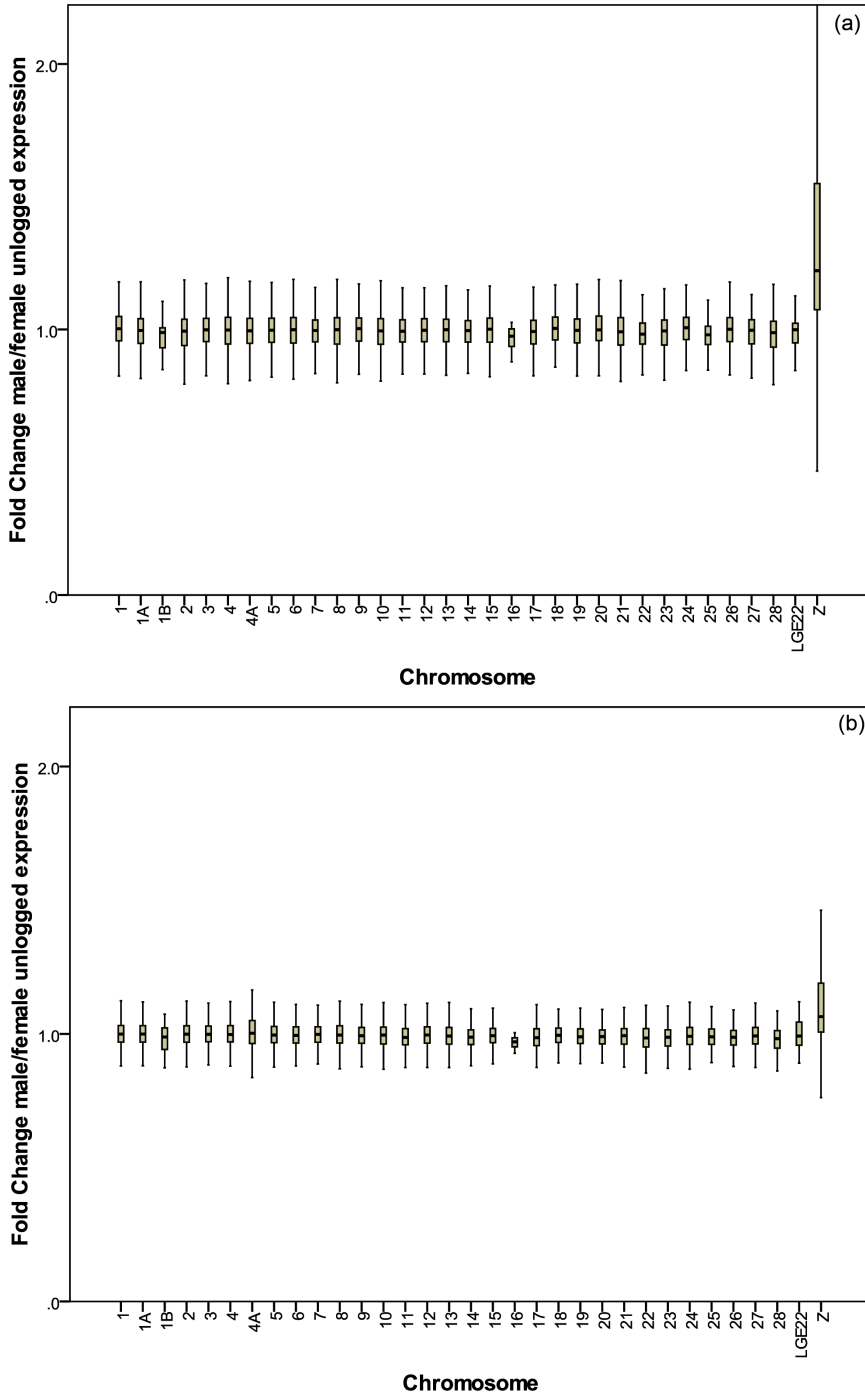 (a)
Fold Change male/female unlogged expression
2.0
1.0
.0
1 1A 1B 2 3 4 4A 5 6 7 8 9 10 11 12 13 14 15 16 17 18 19 20 21 22 23 24 25 26 27 28 LGE22 Z
Chromosome
(b)
Fold Change male/female unlogged expression
2.0
1.0
.0
1 1A 1B 2 3 4 4A 5 6 7 8 9 10 11 12 13 14 15 16 17 18 19 20 21 22 23 24 25 26 27 28 LGE22 Z
Chromosome